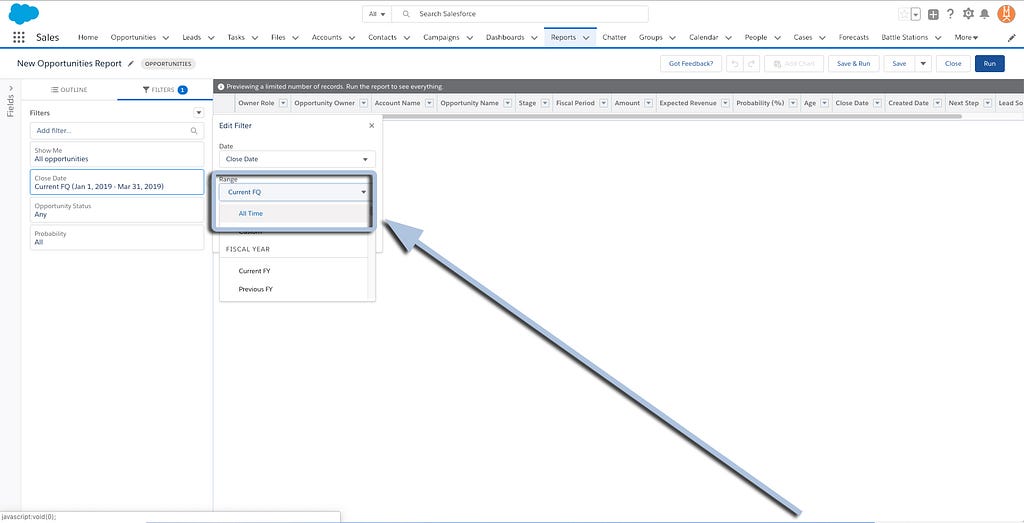 All
Search Salesforce
Sales
Home
Opportunities
Leads
Tasks
Files
Accounts
Contacts
Campaigns
Dashboards
Reports
Chatter
Groups
Calendar
People
Cases
Forecasts
Battle Stations
More
New Opportunities Report
OPPORTUNITIES
Got Feedback?
Add Chart
Save & Run
Save
Close
Run
Fields
OUTLINE
FILTERS 1
Previewing a limited number of records. Run the report to see everything.
Owner Role
Opportunity Owner
Account Name
Opportunity Name
Stage
Fiscal Period
Amount
Expected Revenue
Probability (%)
Age
Close Date
Created Date
Next Step
Lead So
Filters
Add filter...
Show Me
All opportunities
Close Date
Current FQ (Jan 1, 2019 - Mar 31, 2019)
Opportunity Status
Any
Probability
All
Edit Filter
Date
Close Date
Range
Current FQ
All Time
Custom
FISCAL YEAR
Current FY
Previous FY
javascript:void(0);